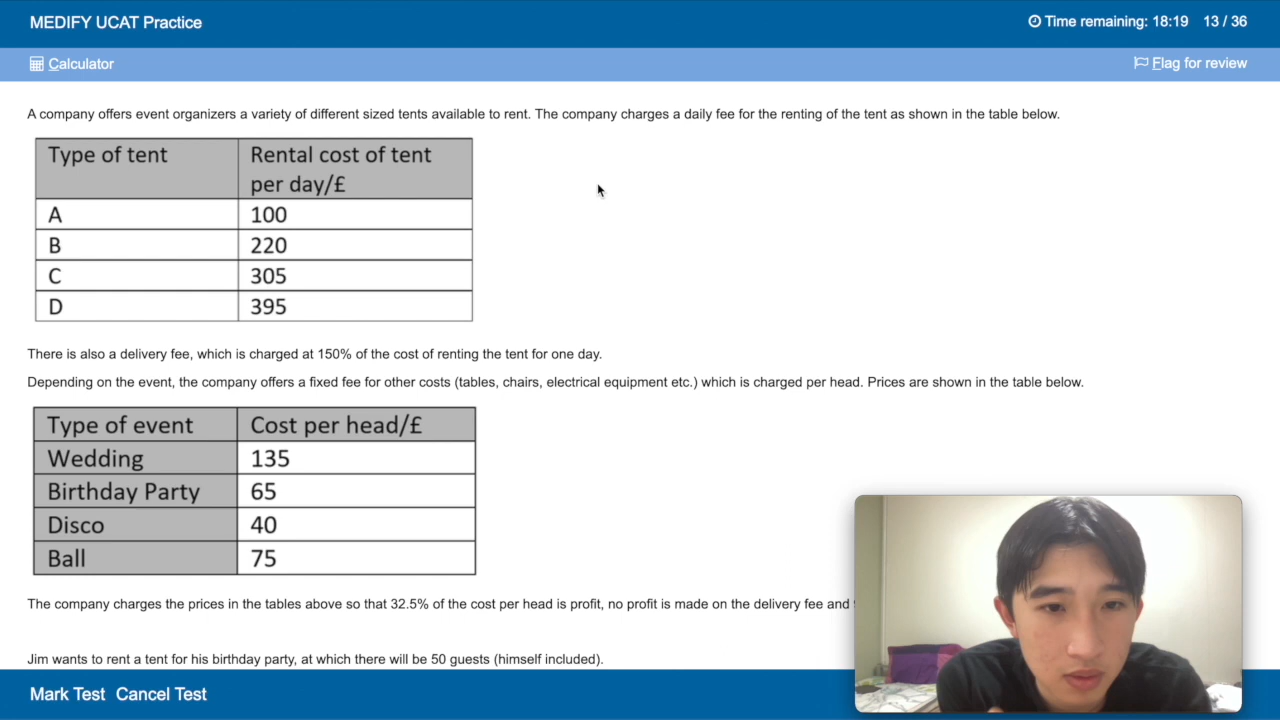 MEDIFY UCAT Practice
Time remaining: 18:19 13 / 36
Calculator
Flag for review
A company offers event organizers a variety of different sized tents available to rent. The company charges a daily fee for the renting of the tent as shown in the table below.
Type of tent
Rental cost of tent
per day/£
A 100
B 220
C 305
D 395
There is also a delivery fee, which is charged at 150% of the cost of renting the tent for one day.
Depending on the event, the company offers a fixed fee for other costs (tables, chairs, electrical equipment etc.) which is charged per head. Prices are shown in the table below.
Type of event Cost per head/£
Wedding 135
Birthday Party 65
Disco 40
Ball 75
The company charges the prices in the tables above so that 32.5% of the cost per head is profit, no profit is made on the delivery fee and
Jim wants to rent a tent for his birthday party, at which there will be 50 guests (himself included).
Mark Test Cancel Test